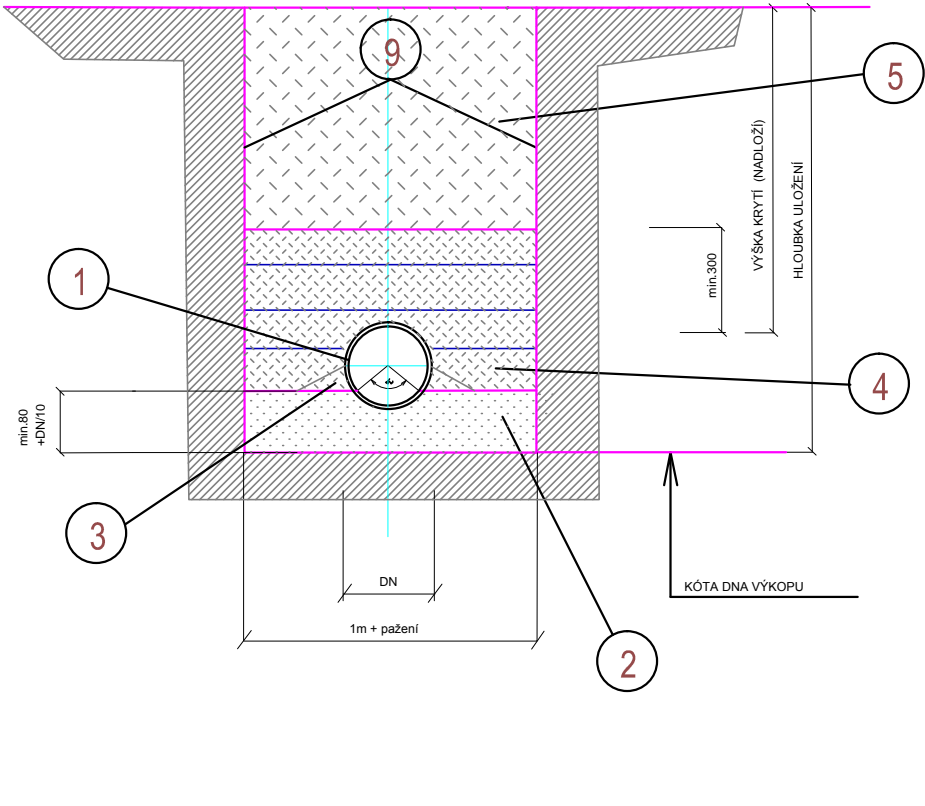 9
5
VÝŠKA KRYTÍ (NADLOŽÍ)
HLOUBKA ULOŽENÍ
min.300
1
4
min.80
+DN/10
3
DN
KÓTA DNA VÝKOPU
1m + pažení
2